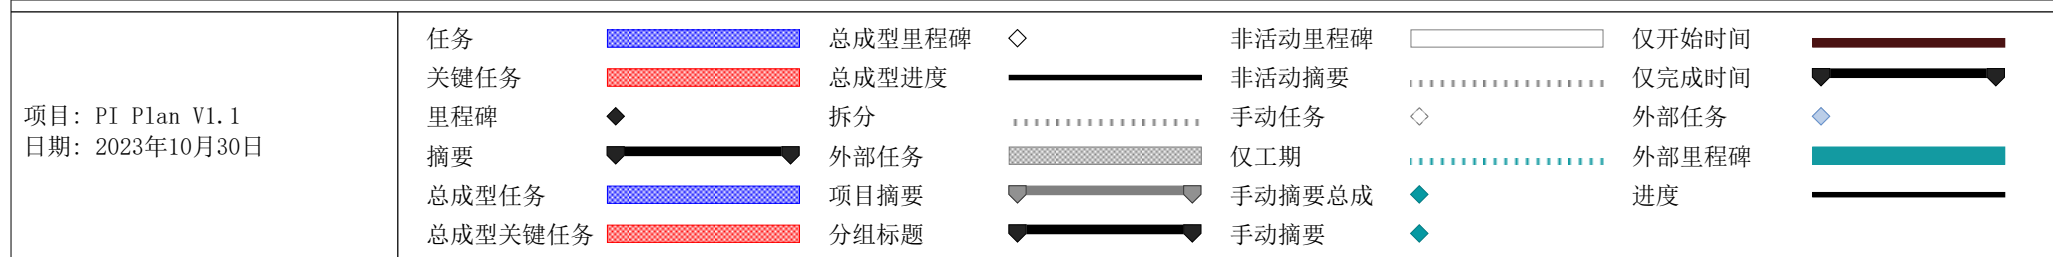 项目: PI Plan V1.1
日期: 2023年10月30日
任务
关键任务
里程碑
摘要
总成型任务
总成型关键任务
总成型里程碑
总成型进度
拆分
外部任务
项目摘要
分组标题
非活动里程碑
非活动摘要
手动任务
仅工期
手动摘要总成
手动摘要
仅开始时间
仅完成时间
外部任务
外部里程碑
进度